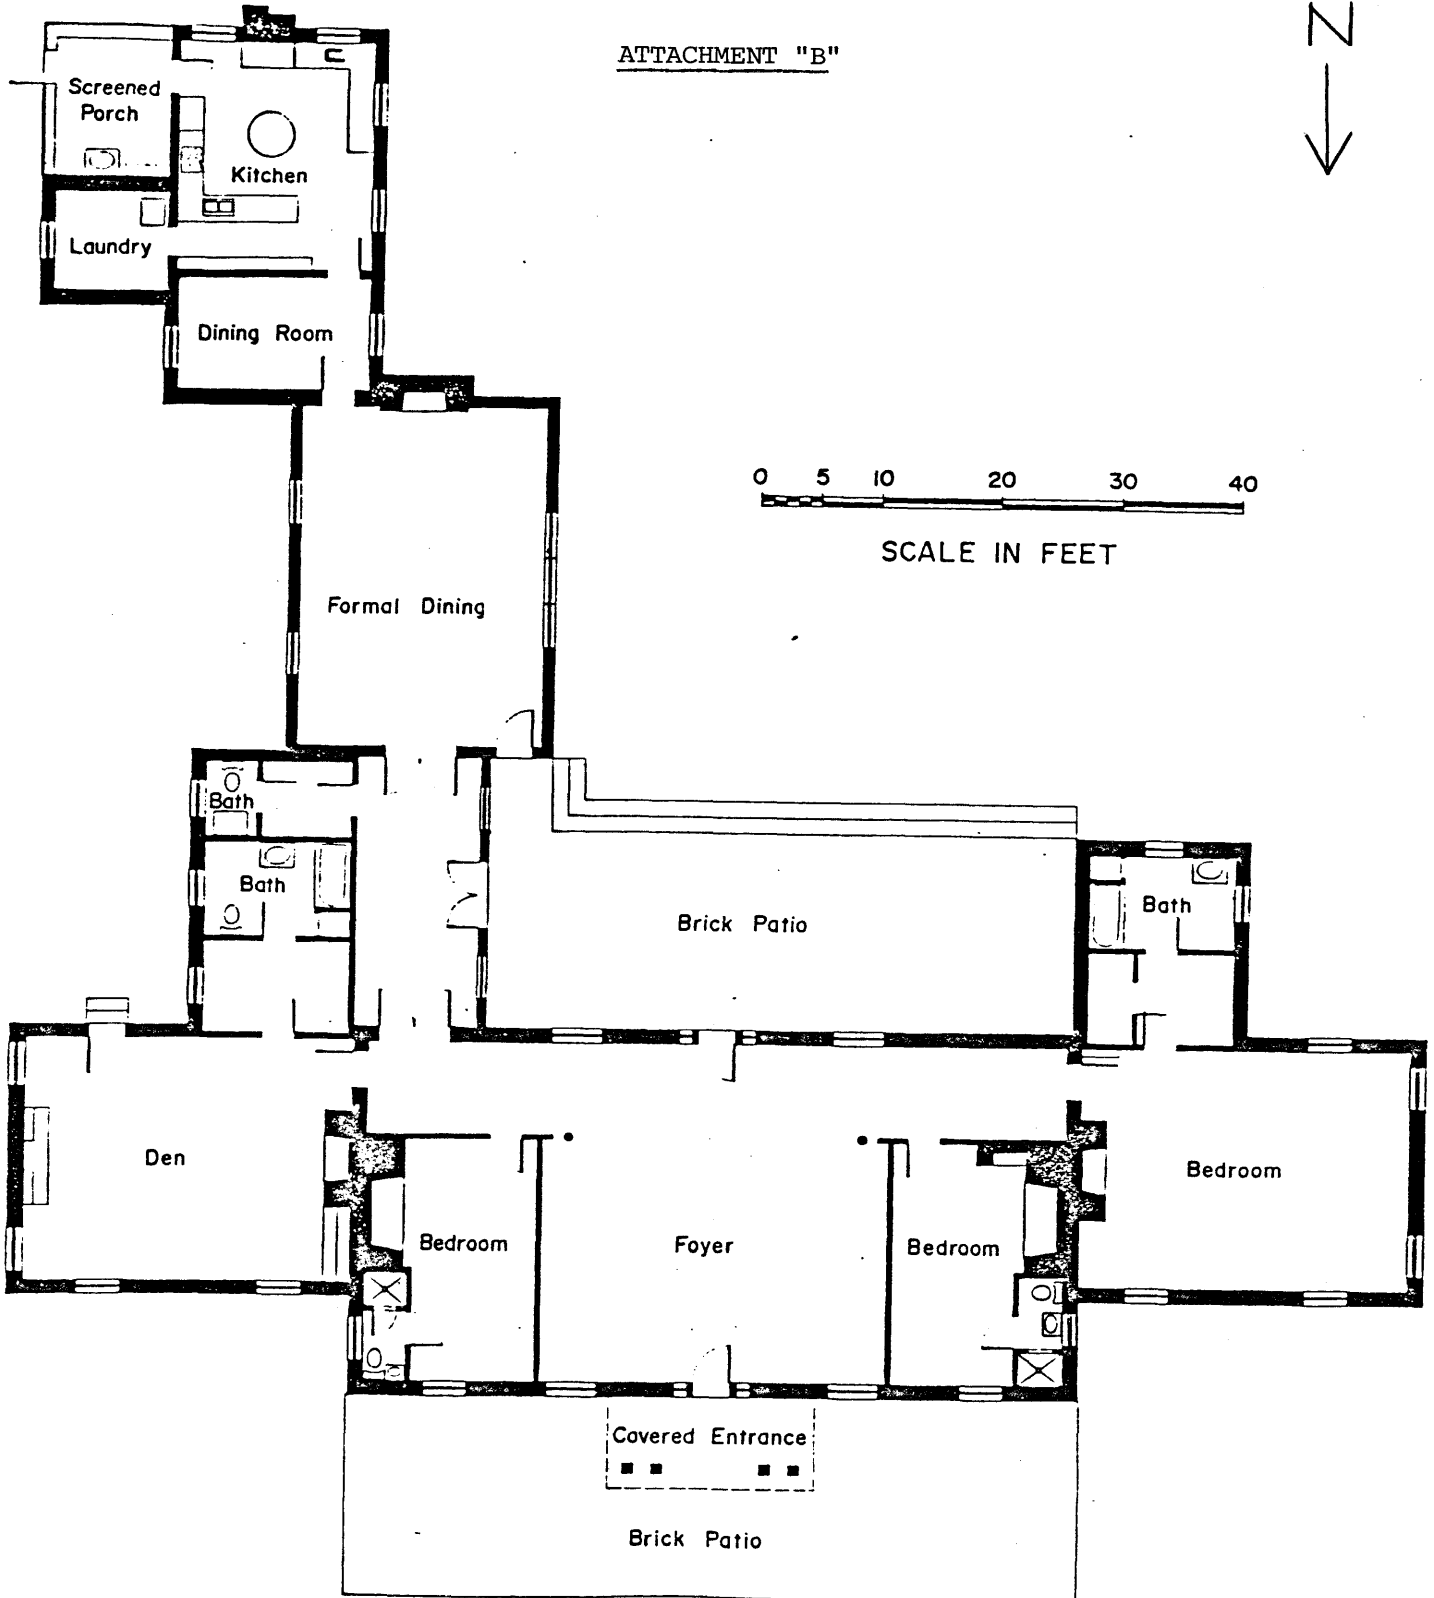 ATTACHMENT "B"
N
Screened
Porch
Kitchen
Laundry
Dining Room
0 5 10 20 30 40
SCALE IN FEET
Formal Dining
Bath
Bath
Brick Patio
Bath
Den
Bedroom
Bedroom
Foyer
Bedroom
Covered Entrance
Brick Patio